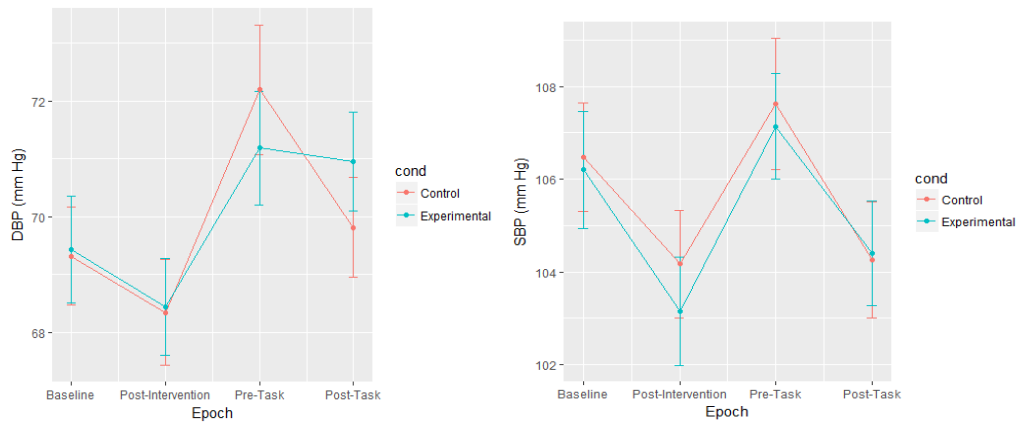 DBP (mm Hg)
72
70
68
Baseline
Post-Intervention
Pre-Task
Post-Task
Epoch
cond
Control
Experimental
SBP (mm Hg)
108
106
104
102
Baseline
Post-Intervention
Pre-Task
Post-Task
Epoch
cond
Control
Experimental